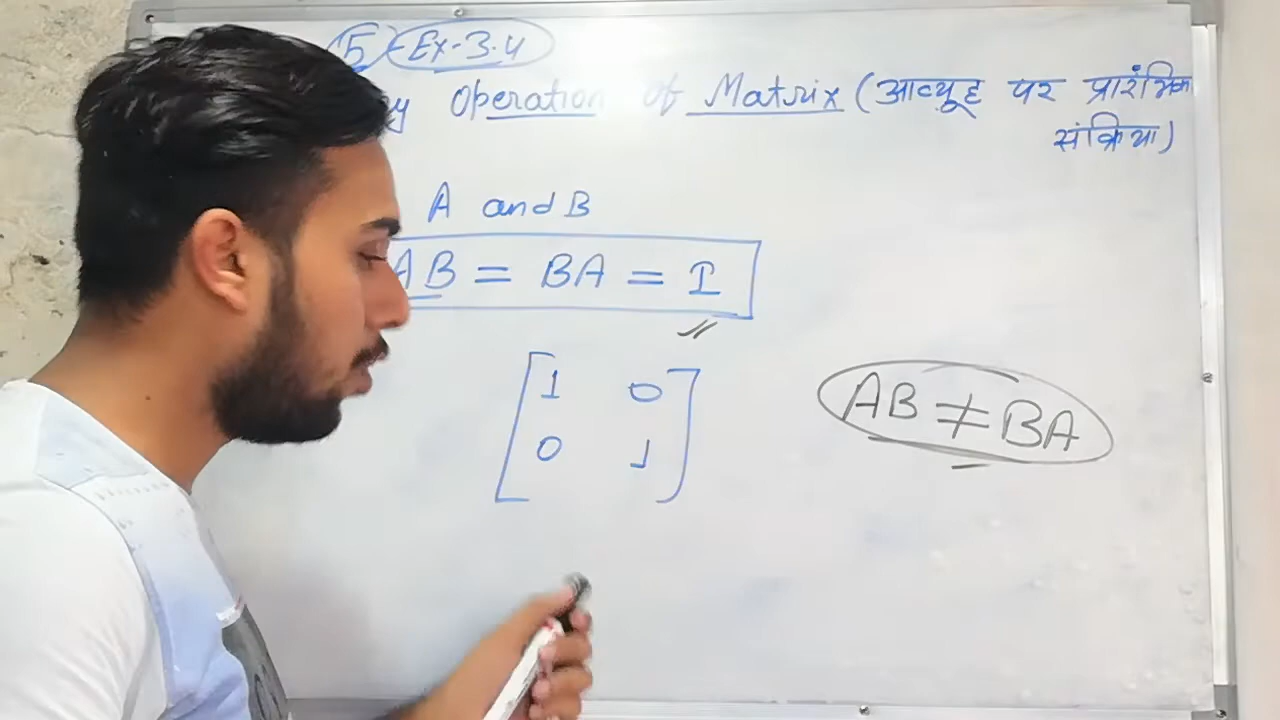 5 Ex-3.4
y Operation of Matrix (आव्यूह पर प्रारंभिक
संक्रिया)
A and B
AB = BA = I
1 0
0 1
AB ≠ BA